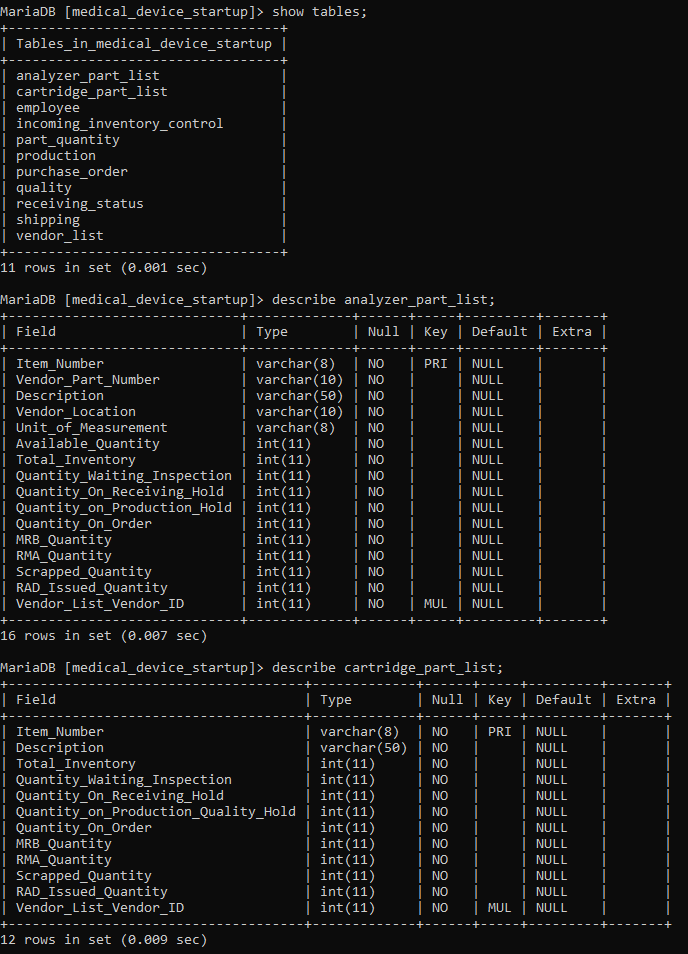 MariaDB [medical_device_startup]> show tables;
+----------------------------------+
| Tables_in_medical_device_startup |
+----------------------------------+
| analyzer_part_list               |
| cartridge_part_list              |
| employee                         |
| incoming_inventory_control       |
| part_quantity                    |
| production                       |
| purchase_order                   |
| quality                          |
| receiving_status                 |
| shipping                         |
| vendor_list                      |
+----------------------------------+
11 rows in set (0.001 sec)

MariaDB [medical_device_startup]> describe analyzer_part_list;
+-----------------------------+-------------+------+-----+---------+-------+
| Field                       | Type        | Null | Key | Default | Extra |
+-----------------------------+-------------+------+-----+---------+-------+
| Item_Number                 | varchar(8)  | NO   | PRI | NULL    |       |
| Vendor_Part_Number          | varchar(10) | NO   |     | NULL    |       |
| Description                 | varchar(50) | NO   |     | NULL    |       |
| Vendor_Location             | varchar(10) | NO   |     | NULL    |       |
| Unit_of_Measurement         | varchar(8)  | NO   |     | NULL    |       |
| Available_Quantity          | int(11)     | NO   |     | NULL    |       |
| Total_Inventory             | int(11)     | NO   |     | NULL    |       |
| Quantity_Waiting_Inspection | int(11)     | NO   |     | NULL    |       |
| Quantity_On_Receiving_Hold  | int(11)     | NO   |     | NULL    |       |
| Quantity_on_Production_Hold | int(11)     | NO   |     | NULL    |       |
| Quantity_On_Order           | int(11)     | NO   |     | NULL    |       |
| MRB_Quantity                | int(11)     | NO   |     | NULL    |       |
| RMA_Quantity                | int(11)     | NO   |     | NULL    |       |
| Scrapped_Quantity           | int(11)     | NO   |     | NULL    |       |
| RAD_Issued_Quantity         | int(11)     | NO   |     | NULL    |       |
| Vendor_List_Vendor_ID       | int(11)     | NO   | MUL | NULL    |       |
+-----------------------------+-------------+------+-----+---------+-------+
16 rows in set (0.007 sec)

MariaDB [medical_device_startup]> describe cartridge_part_list;
+-------------------------------------+-------------+------+-----+---------+-------+
| Field                               | Type        | Null | Key | Default | Extra |
+-------------------------------------+-------------+------+-----+---------+-------+
| Item_Number                         | varchar(8)  | NO   | PRI | NULL    |       |
| Description                         | varchar(50) | NO   |     | NULL    |       |
| Total_Inventory                     | int(11)     | NO   |     | NULL    |       |
| Quantity_Waiting_Inspection         | int(11)     | NO   |     | NULL    |       |
| Quantity_On_Receiving_Hold          | int(11)     | NO   |     | NULL    |       |
| Quantity_on_Production_Quality_Hold | int(11)     | NO   |     | NULL    |       |
| Quantity_On_Order                   | int(11)     | NO   |     | NULL    |       |
| MRB_Quantity                        | int(11)     | NO   |     | NULL    |       |
| RMA_Quantity                        | int(11)     | NO   |     | NULL    |       |
| Scrapped_Quantity                   | int(11)     | NO   |     | NULL    |       |
| RAD_Issued_Quantity                 | int(11)     | NO   |     | NULL    |       |
| Vendor_List_Vendor_ID               | int(11)     | NO   | MUL | NULL    |       |
+-------------------------------------+-------------+------+-----+---------+-------+
12 rows in set (0.009 sec)